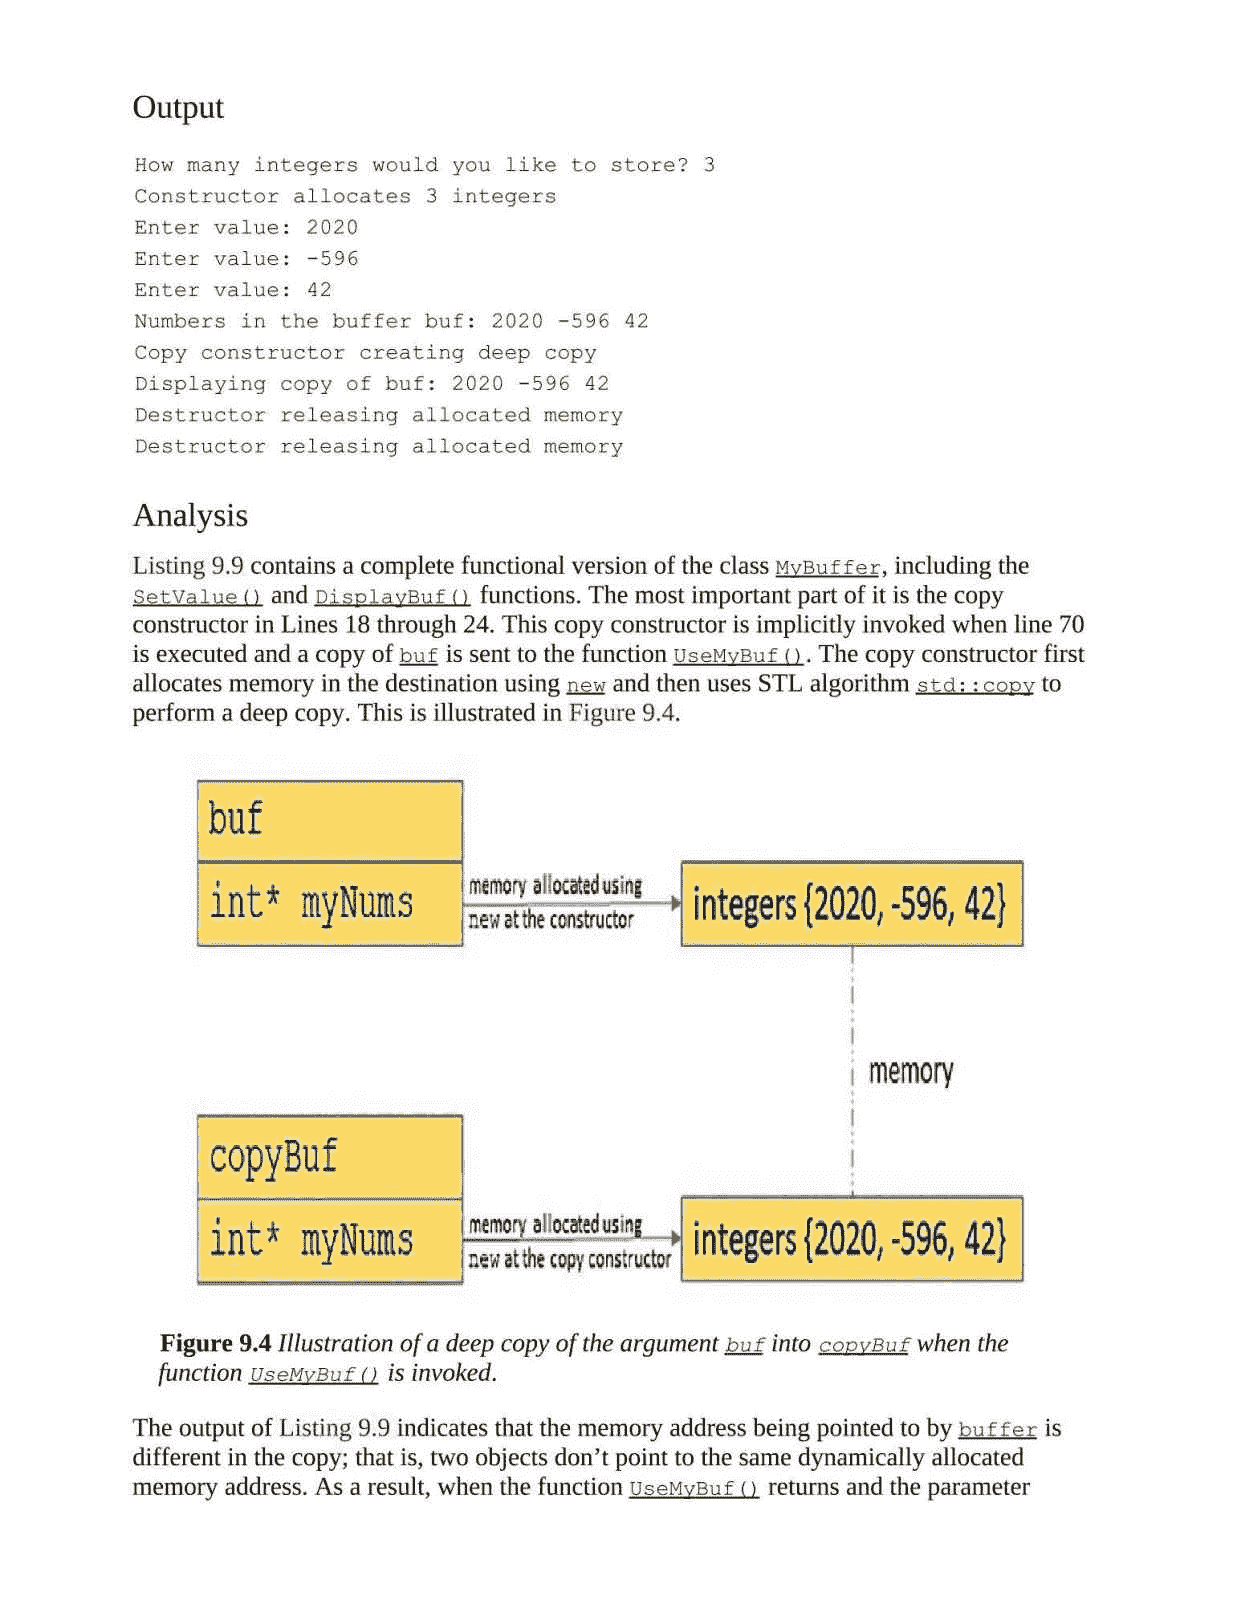 Output
How many integers would you like to store? 3
Constructor allocates 3 integers
Enter value: 2020
Enter value: -596
Enter value: 42
Numbers in the buffer buf: 2020 -596 42
Copy constructor creating deep copy
Displaying copy of buf: 2020 -596 42
Destructor releasing allocated memory
Destructor releasing allocated memory
Analysis
Listing 9.9 contains a complete functional version of the class MyBuffer, including the
SetValue() and DisplayBuf() functions. The most important part of it is the copy
constructor in Lines 18 through 24. This copy constructor is implicitly invoked when line 70
is executed and a copy of buf is sent to the function UseMyBuf(). The copy constructor first
allocates memory in the destination using new and then uses STL algorithm std::copy to
perform a deep copy. This is illustrated in Figure 9.4.
buf
int* myNums
memory allocated using
new at the constructor
integers {2020, -596, 42}
memory
copyBuf
int* myNums
memory allocated using
new at the copy constructor
integers {2020, -596, 42}
Figure 9.4 Illustration of a deep copy of the argument buf into copyBuf when the
function UseMyBuf() is invoked.
The output of Listing 9.9 indicates that the memory address being pointed to by buffer is
different in the copy; that is, two objects don’t point to the same dynamically allocated
memory address. As a result, when the function UseMyBuf() returns and the parameter